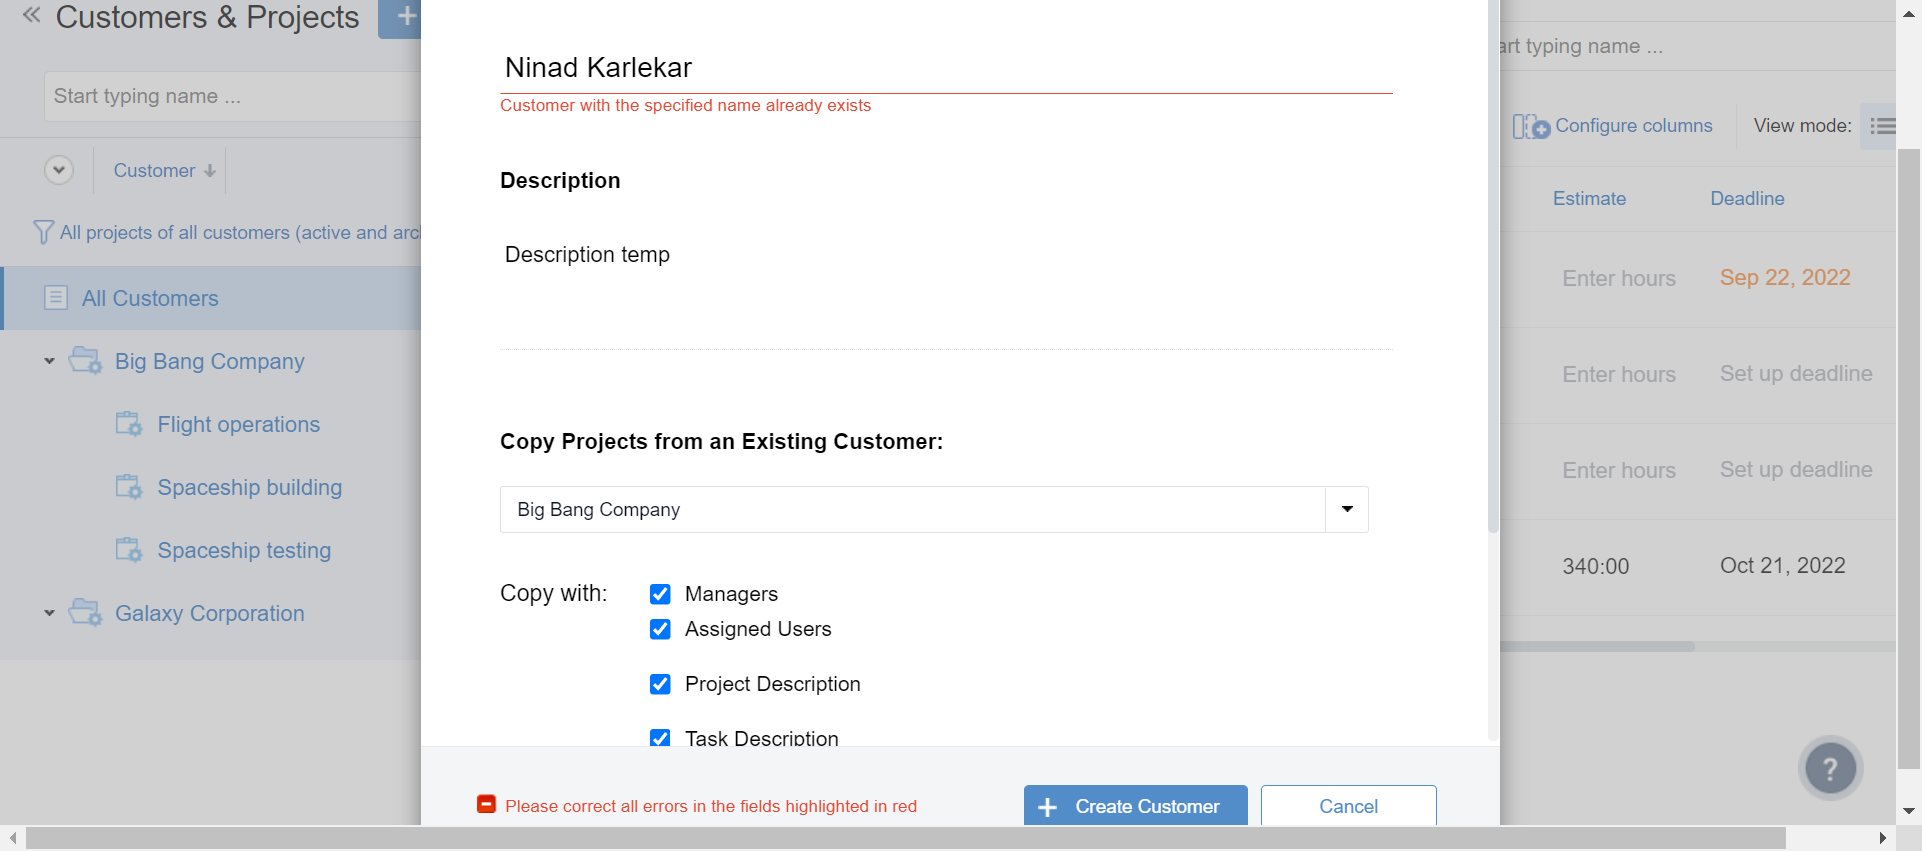 Customers & Projects
Start typing name ...
Customer
All projects of all customers (active and arc
All Customers
Big Bang Company
Flight operations
Spaceship building
Spaceship testing
Galaxy Corporation
Ninad Karlekar
Customer with the specified name already exists
Description
Description temp
Copy Projects from an Existing Customer:
Big Bang Company
Copy with:
Managers
Assigned Users
Project Description
Task Description
Please correct all errors in the fields highlighted in red
+ Create Customer
Cancel
art typing name ...
Configure columns
View mode:
Estimate
Deadline
Enter hours
Sep 22, 2022
Enter hours
Set up deadline
Enter hours
Set up deadline
340:00
Oct 21, 2022
?